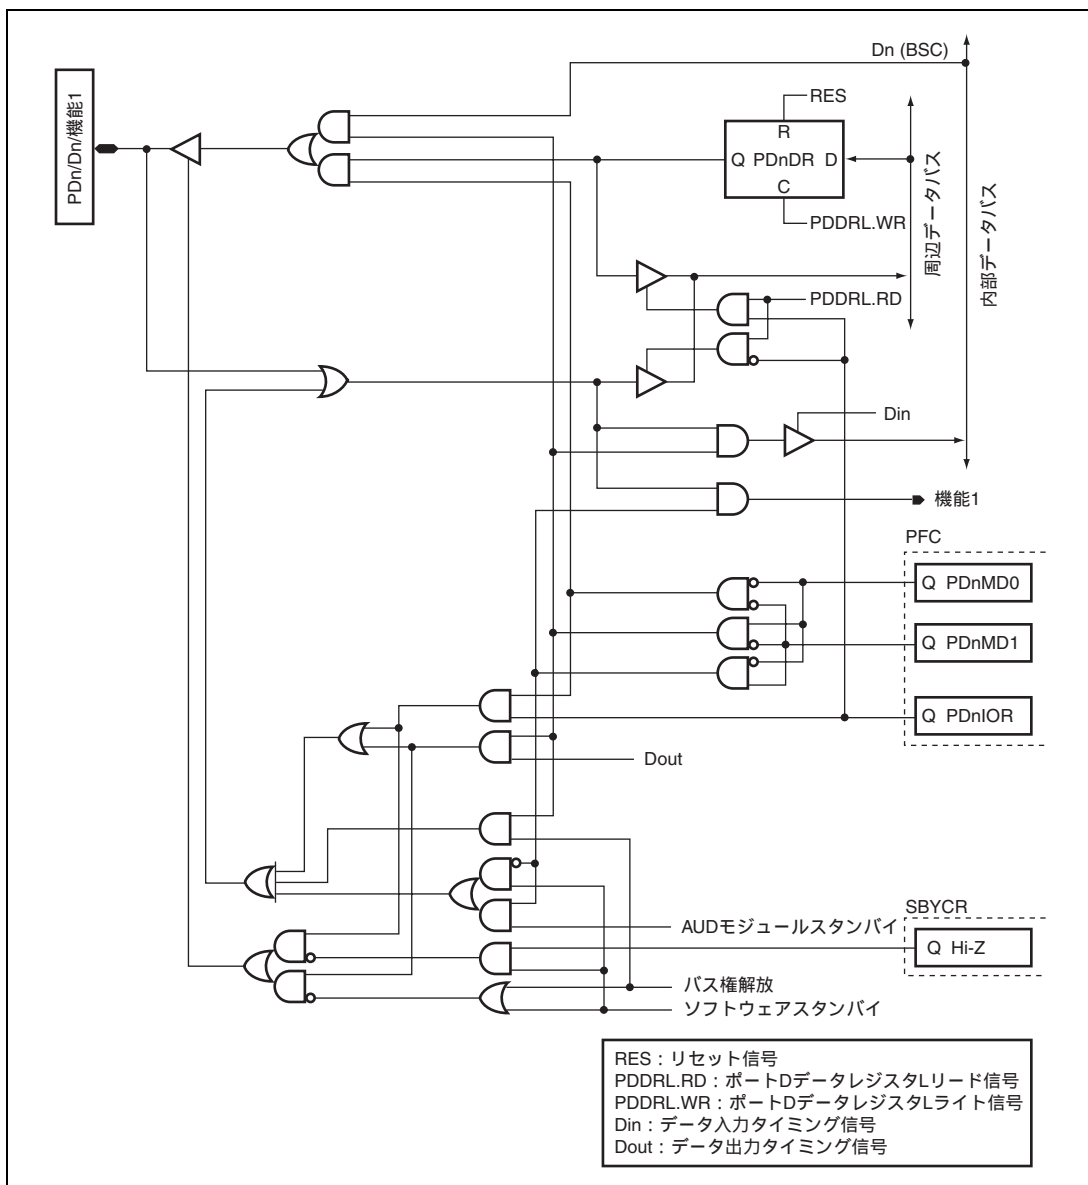 Dn (BSC)
PDn/Dn/機能1
RES
R
Q PDnDR D
C
PDDRL.WR
周辺データバス
内部データバス
PDDRL.RD
Din
機能1
PFC
Q PDnMD0
Q PDnMD1
Q PDnIOR
Dout
AUDモジュールスタンバイ
SBYCR
Q Hi-Z
バス権解放
ソフトウェアスタンバイ
RES：リセット信号
PDDRL.RD：ポートDデータレジスタLリード信号
PDDRL.WR：ポートDデータレジスタLライト信号
Din：データ入力タイミング信号
Dout：データ出力タイミング信号